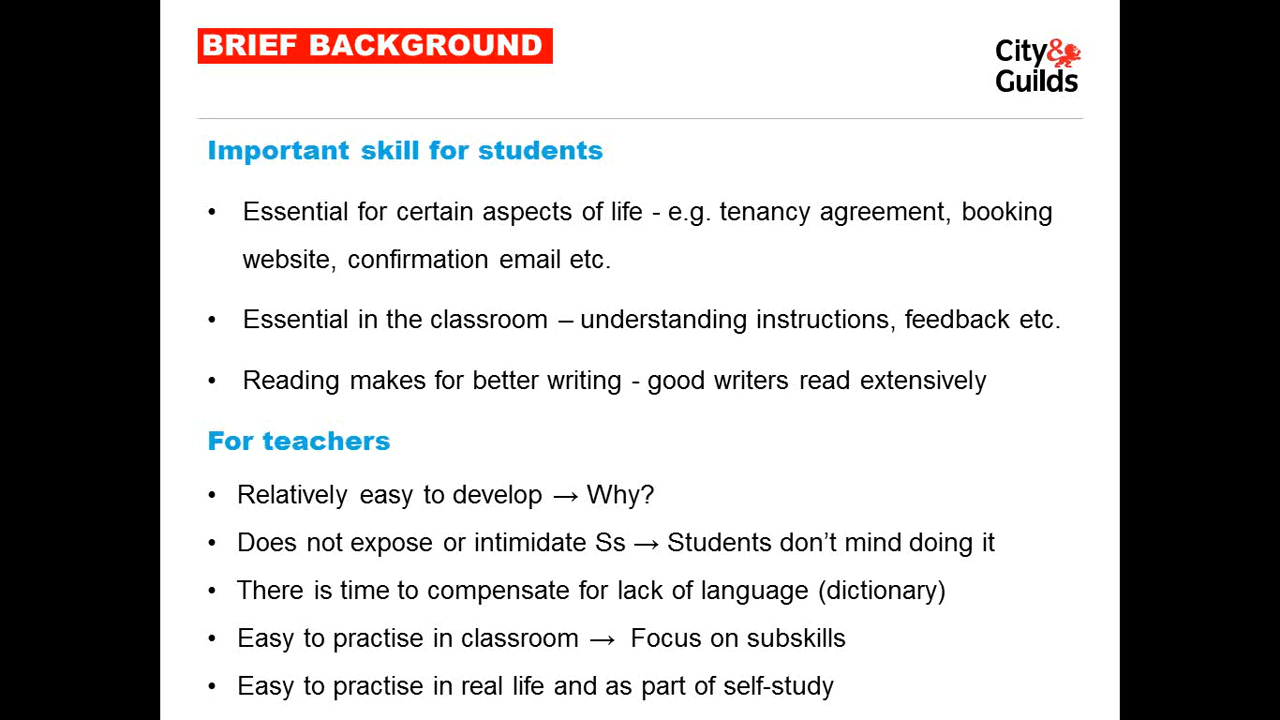 BRIEF BACKGROUND
City&
Guilds
Important skill for students
• Essential for certain aspects of life - e.g. tenancy agreement, booking
website, confirmation email etc.
• Essential in the classroom – understanding instructions, feedback etc.
• Reading makes for better writing - good writers read extensively
For teachers
• Relatively easy to develop → Why?
• Does not expose or intimidate Ss → Students don’t mind doing it
• There is time to compensate for lack of language (dictionary)
• Easy to practise in classroom → Focus on subskills
• Easy to practise in real life and as part of self-study